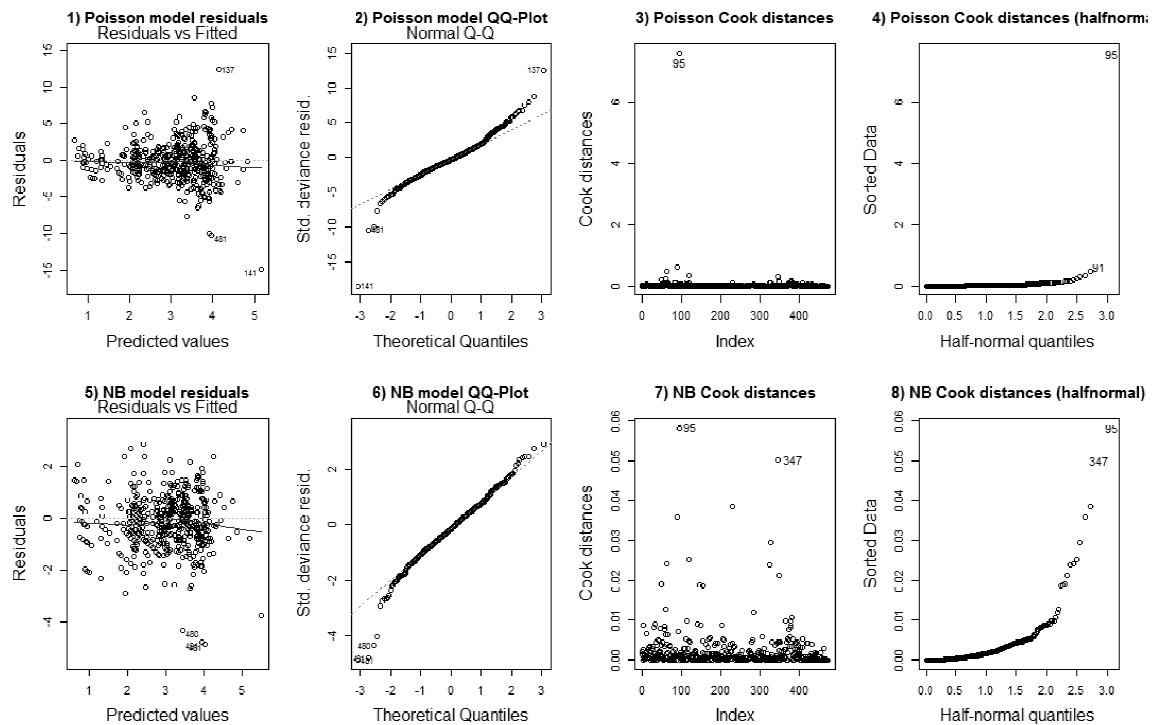 1) Poisson model residuals
Residuals vs Fitted
15
10
5
0
-5
-10
-15
137
481
141
1 2 3 4 5
Residuals
Predicted values
2) Poisson model QQ-Plot
Normal Q-Q
15
10
5
0
-5
-10
-15
137
141
-3 -2 -1 0 1 2 3
Std. deviance resid.
Theoretical Quantiles
3) Poisson Cook distances
6
4
2
0
95
0 100 200 300 400
Cook distances
Index
4) Poisson Cook distances (halfnorma
6
4
2
0
95
91
0.0 0.5 1.0 1.5 2.0 2.5 3.0
Sorted Data
Half-normal quantiles
5) NB model residuals
Residuals vs Fitted
2
0
-2
-4
480
481
1 2 3 4 5
Residuals
Predicted values
6) NB model QQ-Plot
Normal Q-Q
2
0
-2
-4
480
-3 -2 -1 0 1 2 3
Std. deviance resid.
Theoretical Quantiles
7) NB Cook distances
0.06
0.05
0.04
0.03
0.02
0.01
0.00
95
347
0 100 200 300 400
Cook distances
Index
8) NB Cook distances (halfnormal)
0.06
0.05
0.04
0.03
0.02
0.01
0.00
95
347
0.0 0.5 1.0 1.5 2.0 2.5 3.0
Sorted Data
Half-normal quantiles